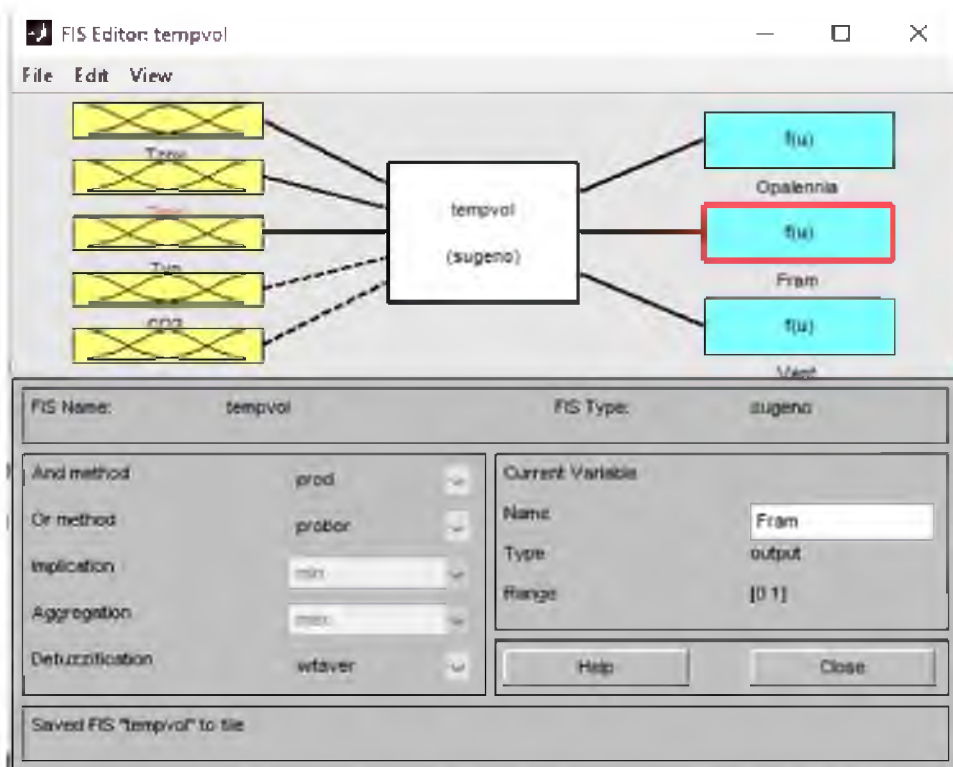 FIS Editor: tempvol
File Edit View
f(u)
Opalennia
f(u)
Fram
f(u)
Vent
tempvol
(sugeno)
CO2
FIS Name: tempvol FIS Type: sugeno
And method prod
Or method probor
Implication min
Aggregation max
Defuzzification wtaver
Current Variable
Name Fram
Type output
Range [0 1]
Help Close
Saved FIS "tempvol" to file